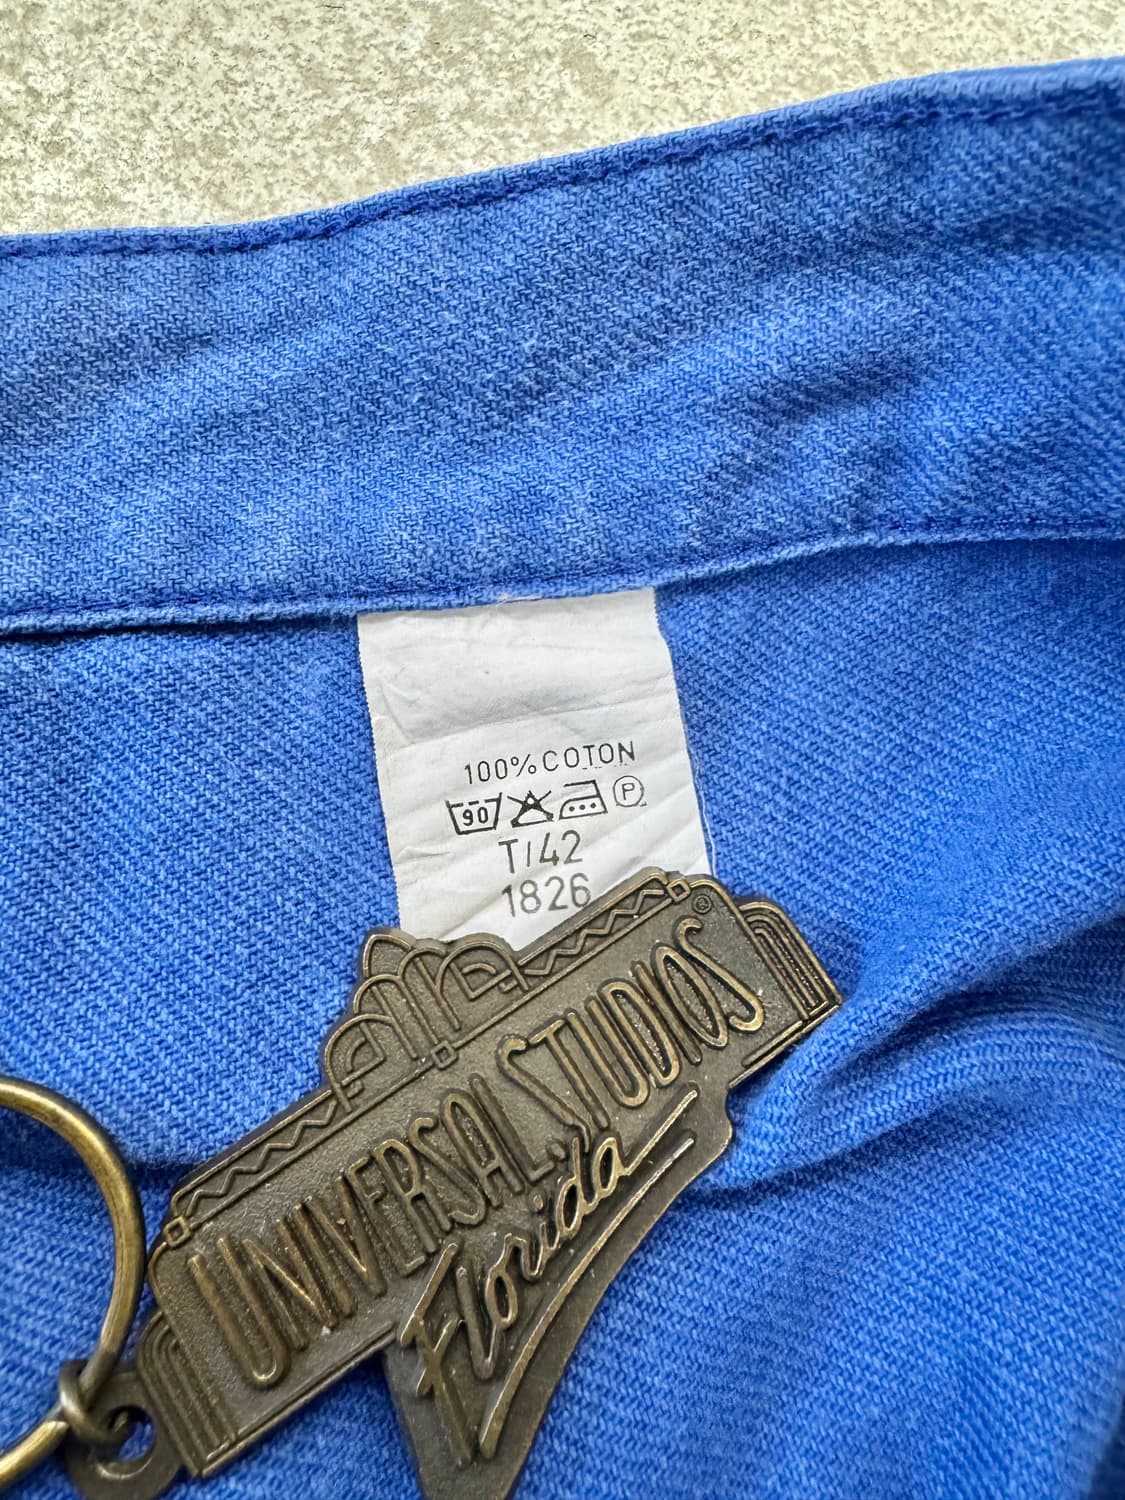 100% COTON
90 P
T/42
1826
UNIVERSAL STUDIOS®
Florida